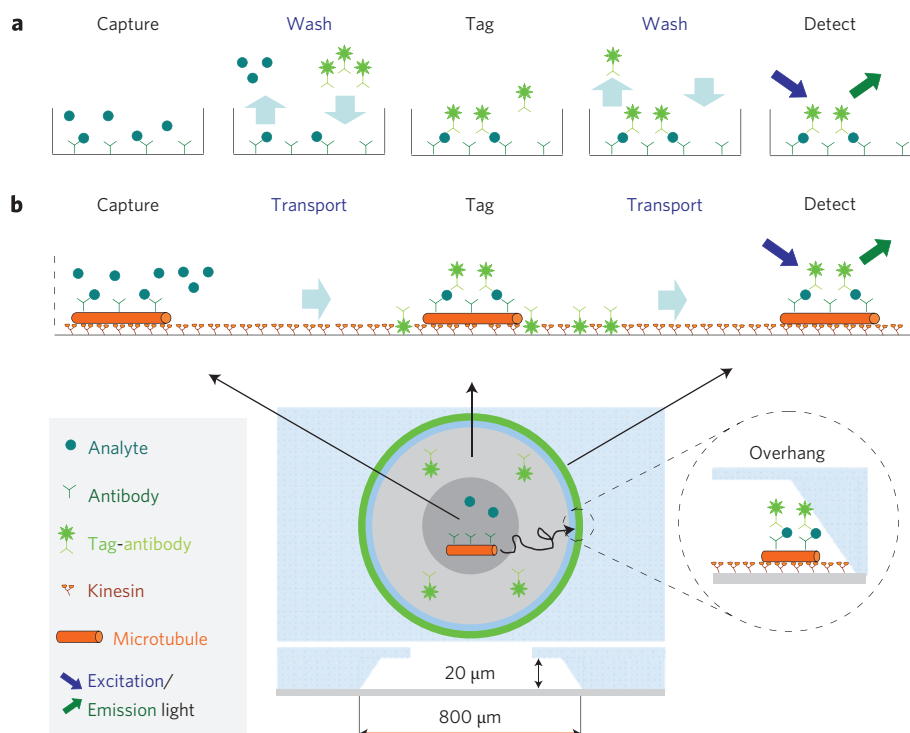 a
Capture
Wash
Tag
Wash
Detect
b
Capture
Transport
Tag
Transport
Detect
Analyte
Antibody
Tag-antibody
Kinesin
Microtubule
Excitation/
Emission light
Overhang
20 µm
800 µm